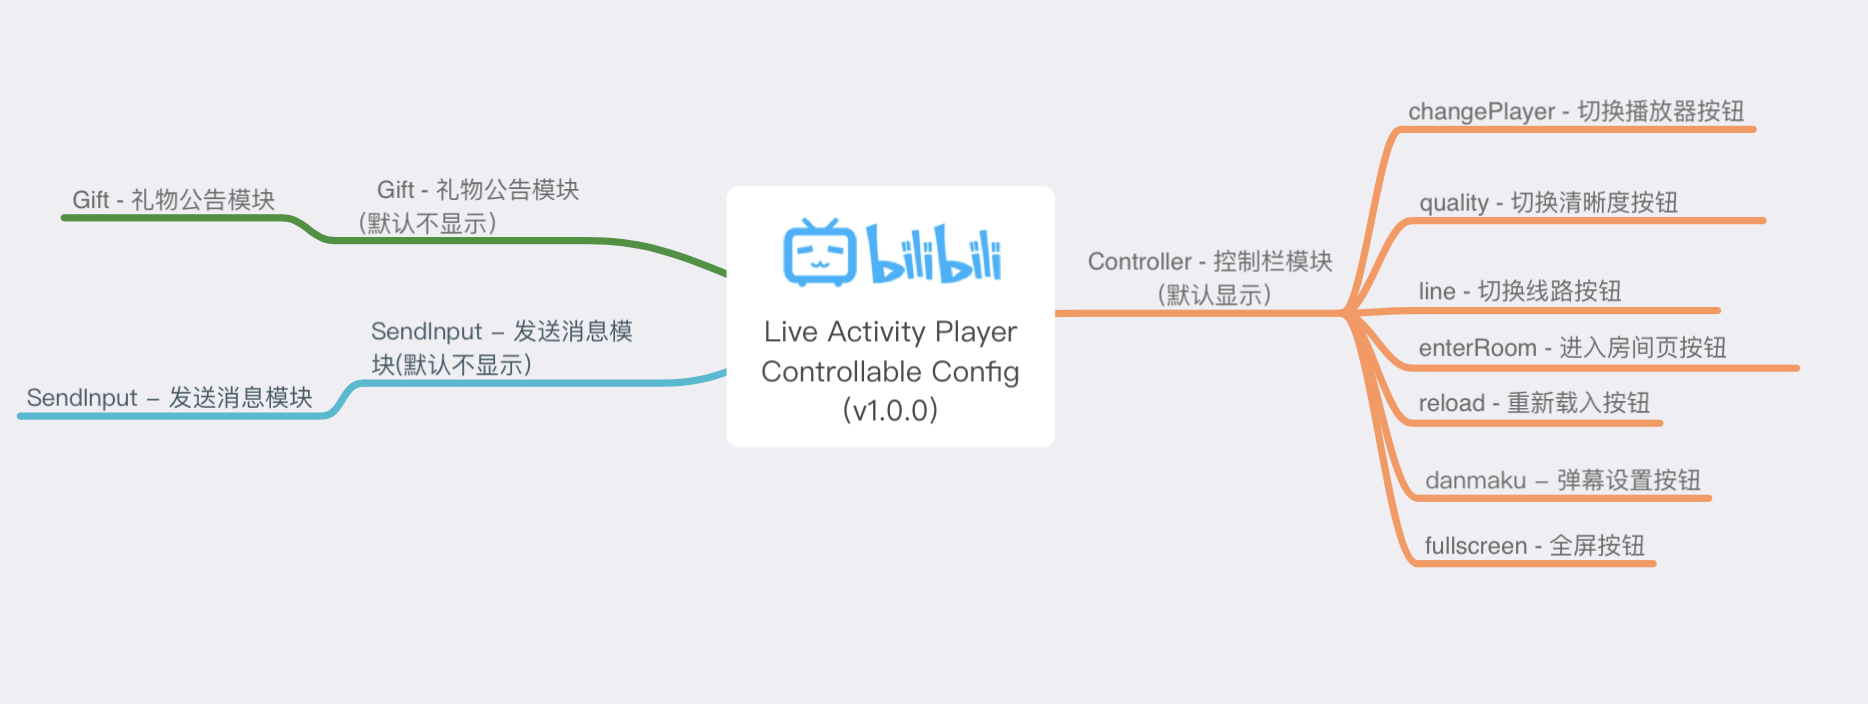 Gift - 礼物公告模块
Gift - 礼物公告模块
(默认不显示)
SendInput – 发送消息模
块(默认不显示)
SendInput – 发送消息模块
bilibili
Live Activity Player
Controllable Config
(v1.0.0)
Controller - 控制栏模块
(默认显示)
changePlayer - 切换播放器按钮
quality - 切换清晰度按钮
line - 切换线路按钮
enterRoom - 进入房间页按钮
reload - 重新载入按钮
danmaku – 弹幕设置按钮
fullscreen - 全屏按钮